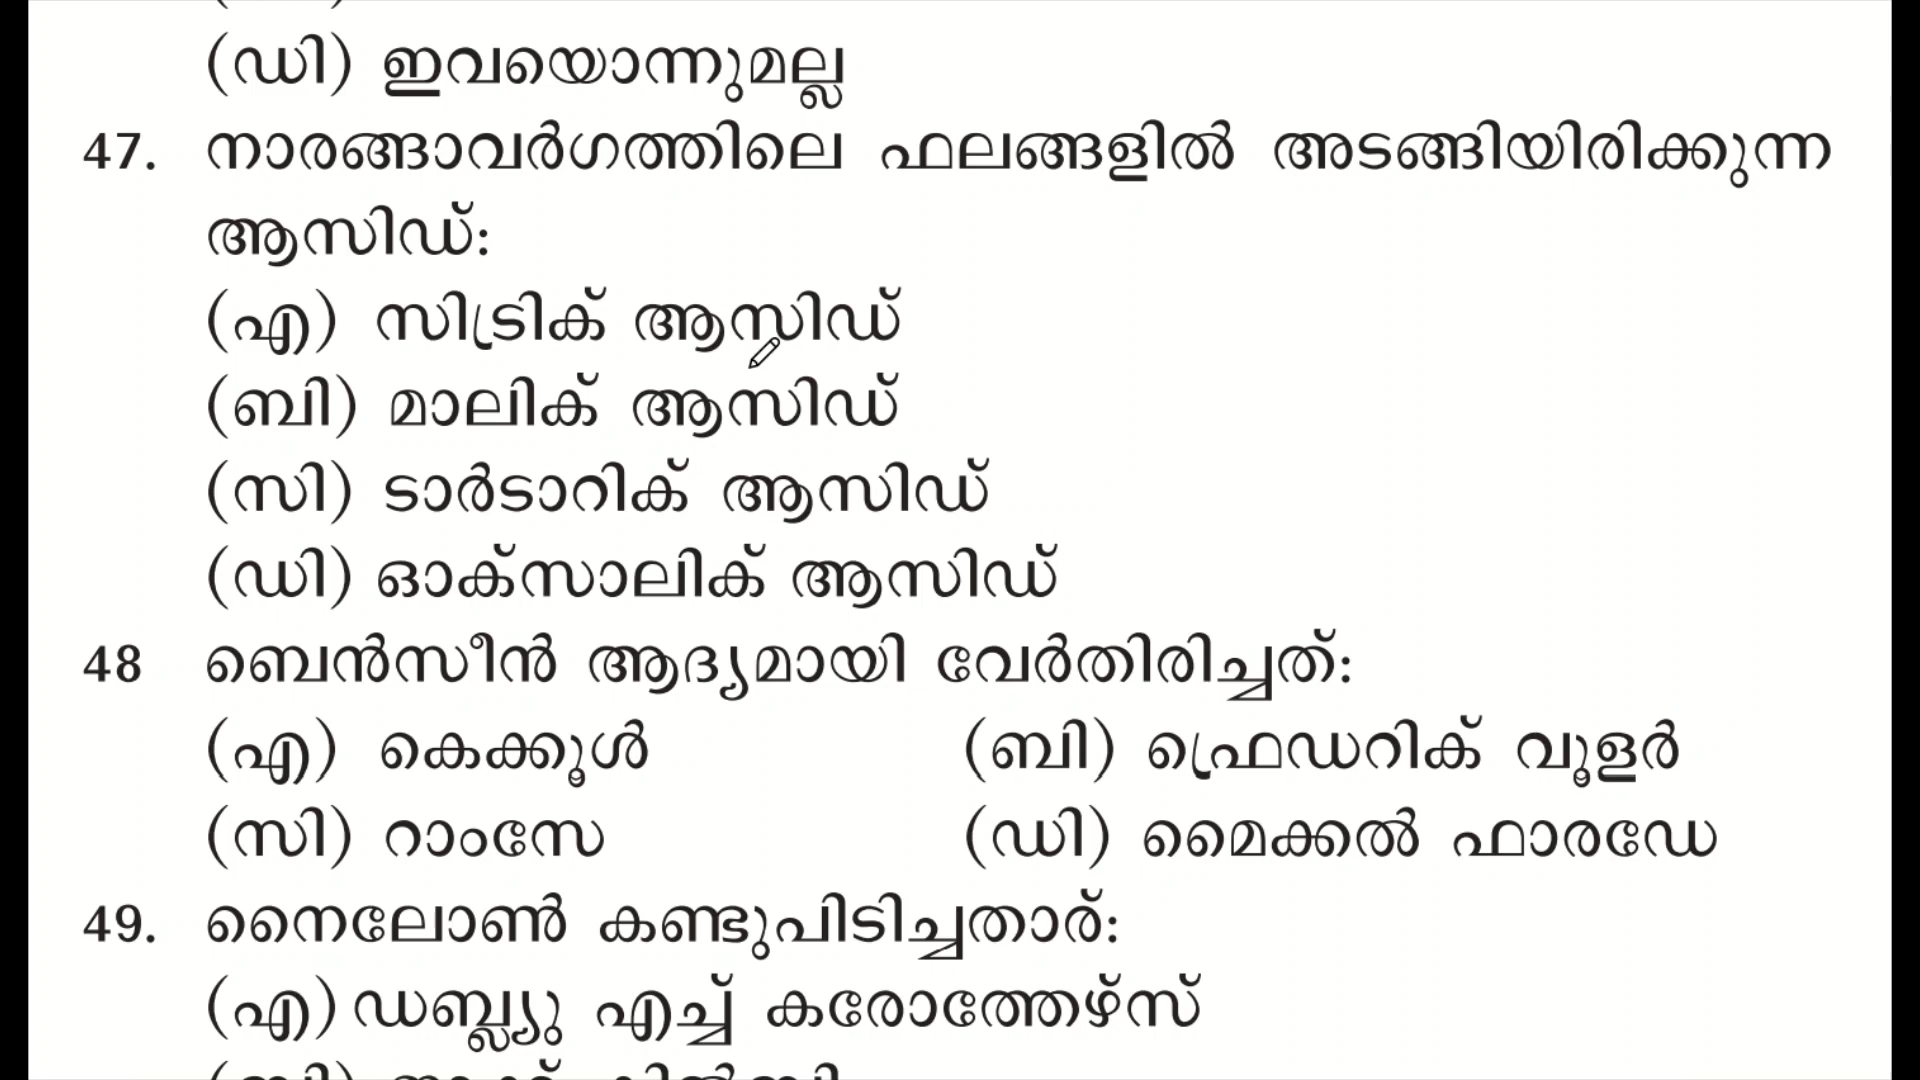 (ഡി) ഇവയൊന്നുമല്ല
47. നാരങ്ങാവർഗത്തിലെ ഫലങ്ങളിൽ അടങ്ങിയിരിക്കുന്ന
ആസിഡ്:
(എ) സിട്രിക് ആസിഡ്
(ബി) മാലിക് ആസിഡ്
(സി) ടാർടാറിക് ആസിഡ്
(ഡി) ഓക്സാലിക് ആസിഡ്
48 ബെൻസീൻ ആദ്യമായി വേർതിരിച്ചത്:
(എ) കെക്കൂൾ (ബി) ഫ്രെഡറിക് വൂളർ
(സി) റാംസേ (ഡി) മൈക്കൽ ഫാരഡേ
49. നൈലോൺ കണ്ടുപിടിച്ചതാര്:
(എ) ഡബ്ല്യു എച്ച് കരോത്തേഴ്സ്